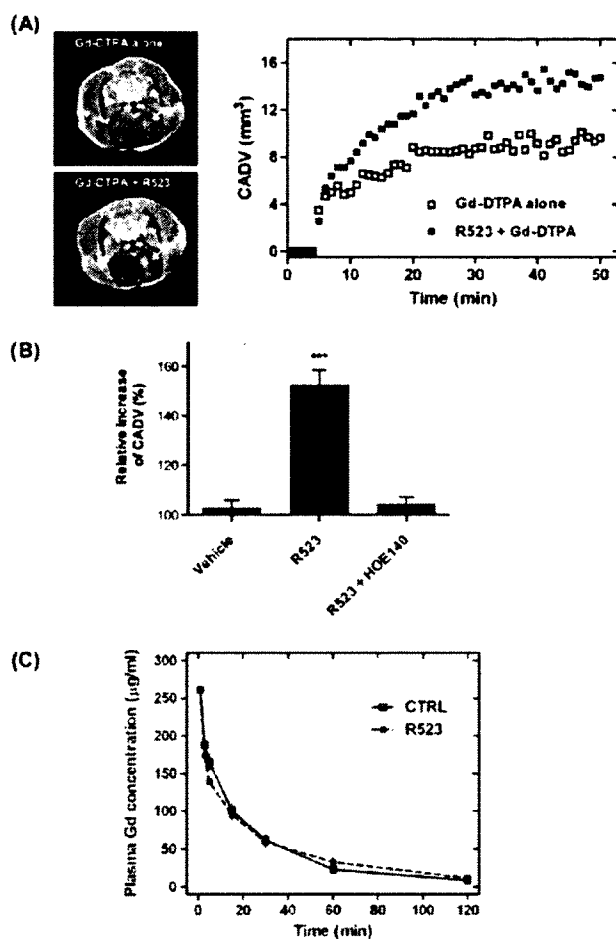 (A)
Gd-DTPA alone
Gd-DTPA + R523
CADV (mm³)
16
12
8
4
0
Gd-DTPA alone
R523 + Gd-DTPA
0 10 20 30 40 50
Time (min)
(B)
Relative Increase
of CADV (%)
160
140
120
100
***
Vehicle
R523
R523 + HOE140
(C)
Plasma Gd concentration (µg/ml)
300
250
200
150
100
50
0
CTRL
R523
0 20 40 60 80 100 120
Time (min)